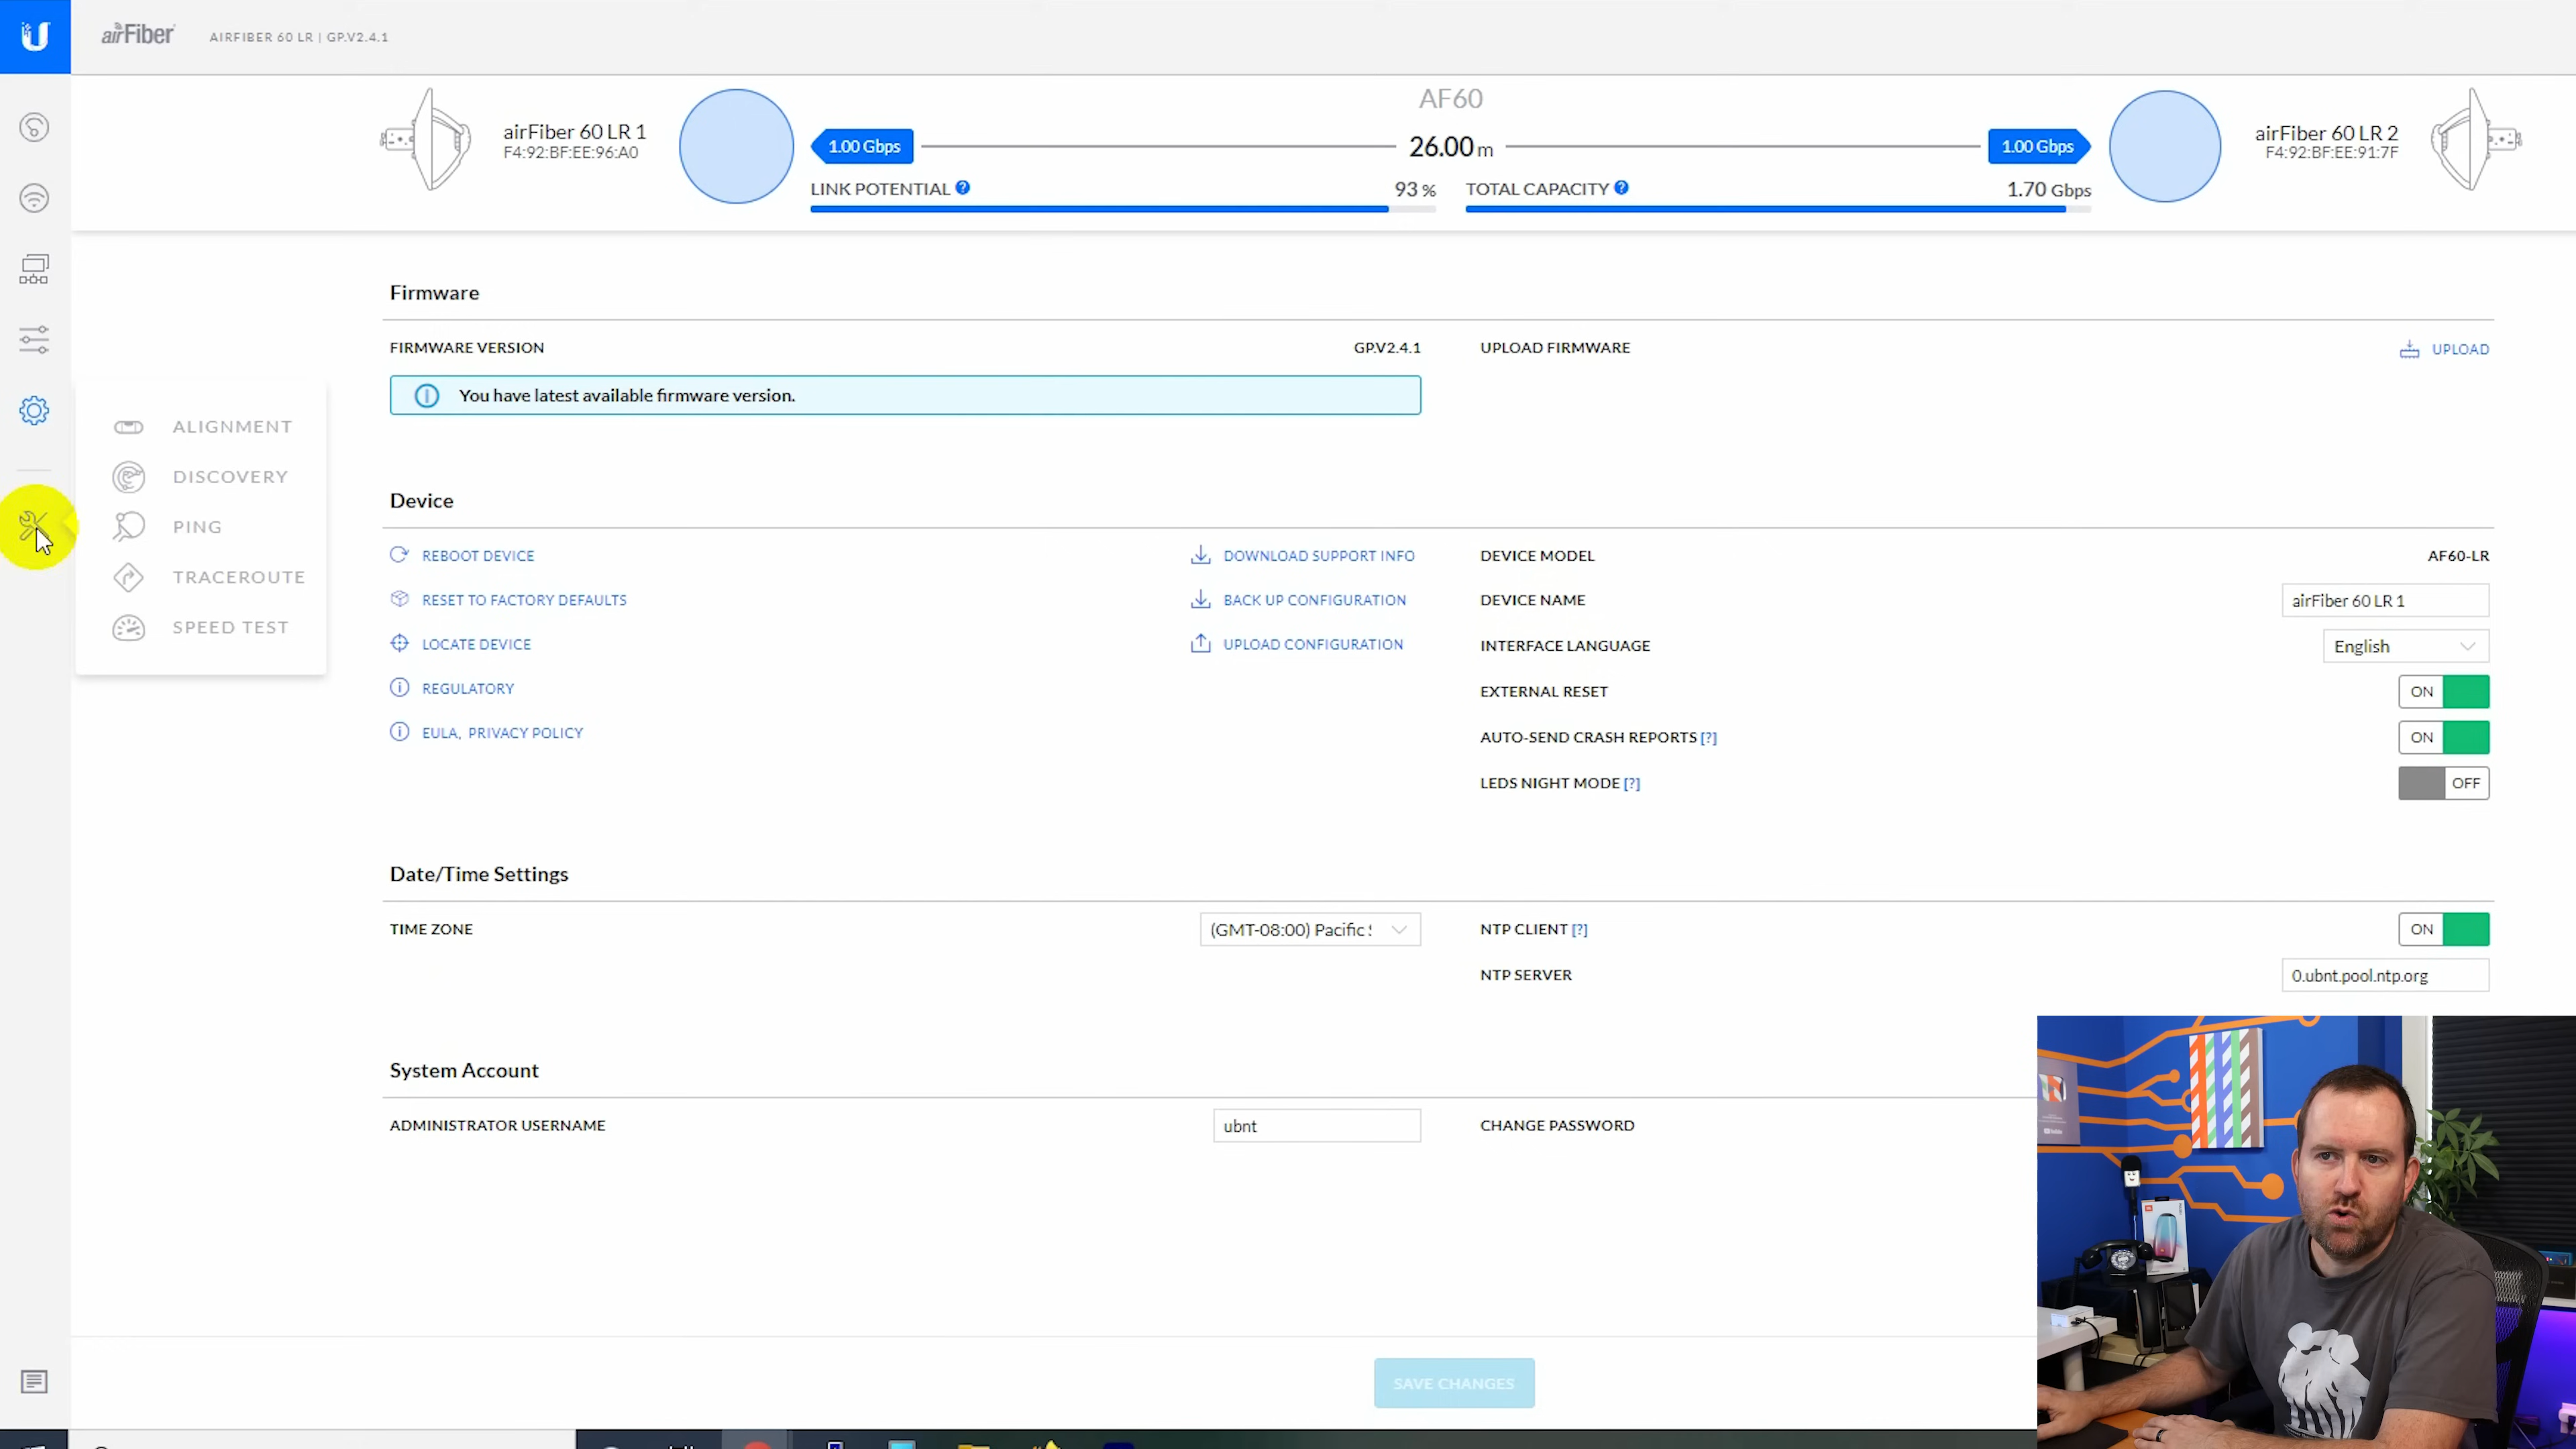 airFiber
AIRFIBER 60 LR | GP.V2.4.1
AF60
airFiber 60 LR 1
F4:92:BF:EE:96:A0
1.00 Gbps
26.00 m
1.00 Gbps
airFiber 60 LR 2
F4:92:BF:EE:91:7F
LINK POTENTIAL ?
93 %
TOTAL CAPACITY ?
1.70 Gbps
Firmware
FIRMWARE VERSION
GP.V2.4.1
UPLOAD FIRMWARE
UPLOAD
You have latest available firmware version.
ALIGNMENT
DISCOVERY
PING
TRACEROUTE
SPEED TEST
Device
REBOOT DEVICE
RESET TO FACTORY DEFAULTS
LOCATE DEVICE
REGULATORY
EULA, PRIVACY POLICY
DOWNLOAD SUPPORT INFO
BACK UP CONFIGURATION
UPLOAD CONFIGURATION
DEVICE MODEL
AF60-LR
DEVICE NAME
airFiber 60 LR 1
INTERFACE LANGUAGE
English
EXTERNAL RESET
ON
AUTO-SEND CRASH REPORTS [?]
ON
LEDS NIGHT MODE [?]
OFF
Date/Time Settings
TIME ZONE
(GMT-08:00) Pacific
NTP CLIENT [?]
ON
NTP SERVER
0.ubnt.pool.ntp.org
System Account
ADMINISTRATOR USERNAME
ubnt
CHANGE PASSWORD
SAVE CHANGES